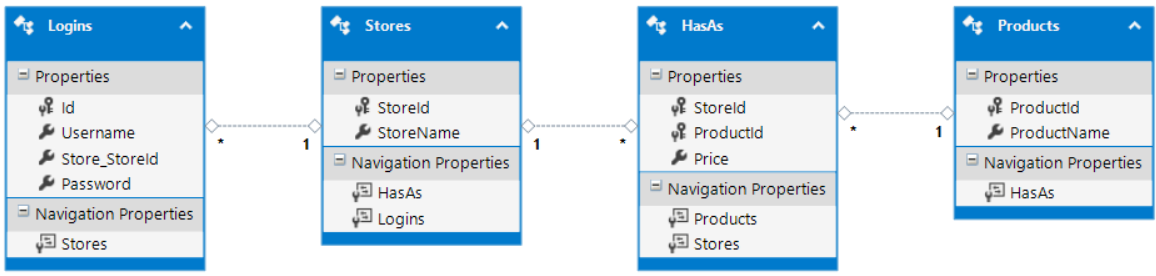 Logins
Properties
Id
Username
Store_StoreId
Password
Navigation Properties
Stores
* 1
Stores
Properties
StoreId
StoreName
Navigation Properties
HasAs
Logins
1 *
HasAs
Properties
StoreId
ProductId
Price
Navigation Properties
Products
Stores
* 1
Products
Properties
ProductId
ProductName
Navigation Properties
HasAs